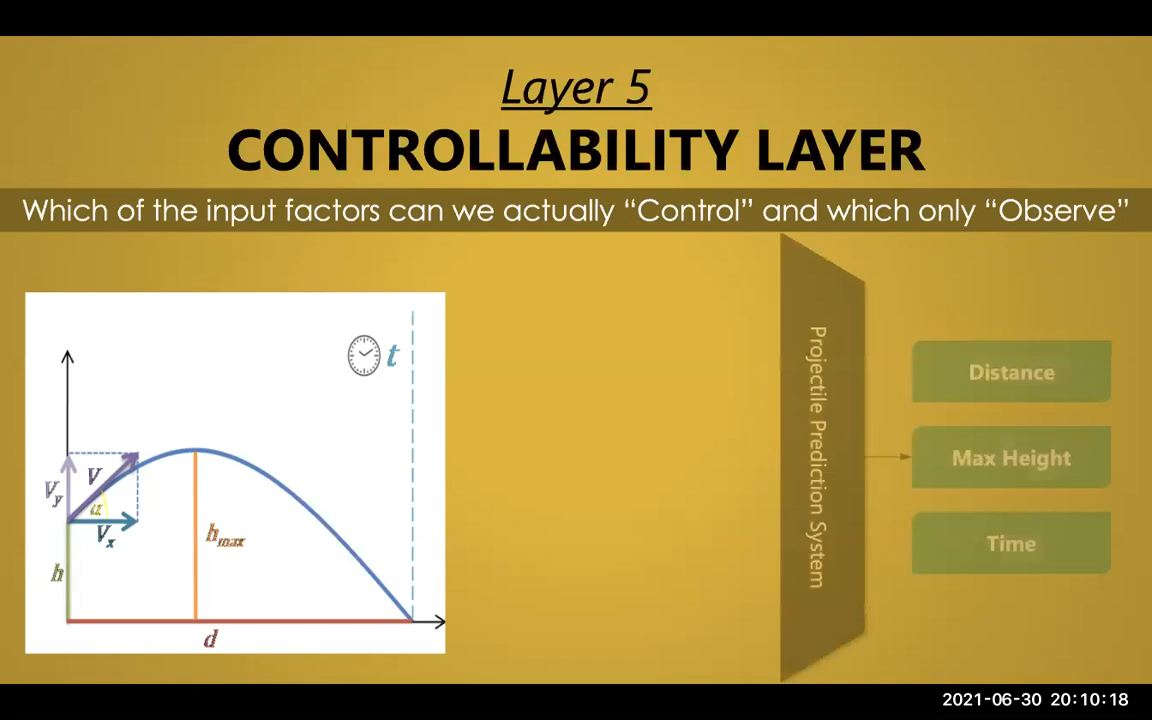 Layer 5
CONTROLLABILITY LAYER
Which of the input factors can we actually “Control” and which only “Observe”
t
V
Vy
α
Vx
h
hmax
d
Projectile Prediction System
Distance
Max Height
Time
2021-06-30 20:10:18